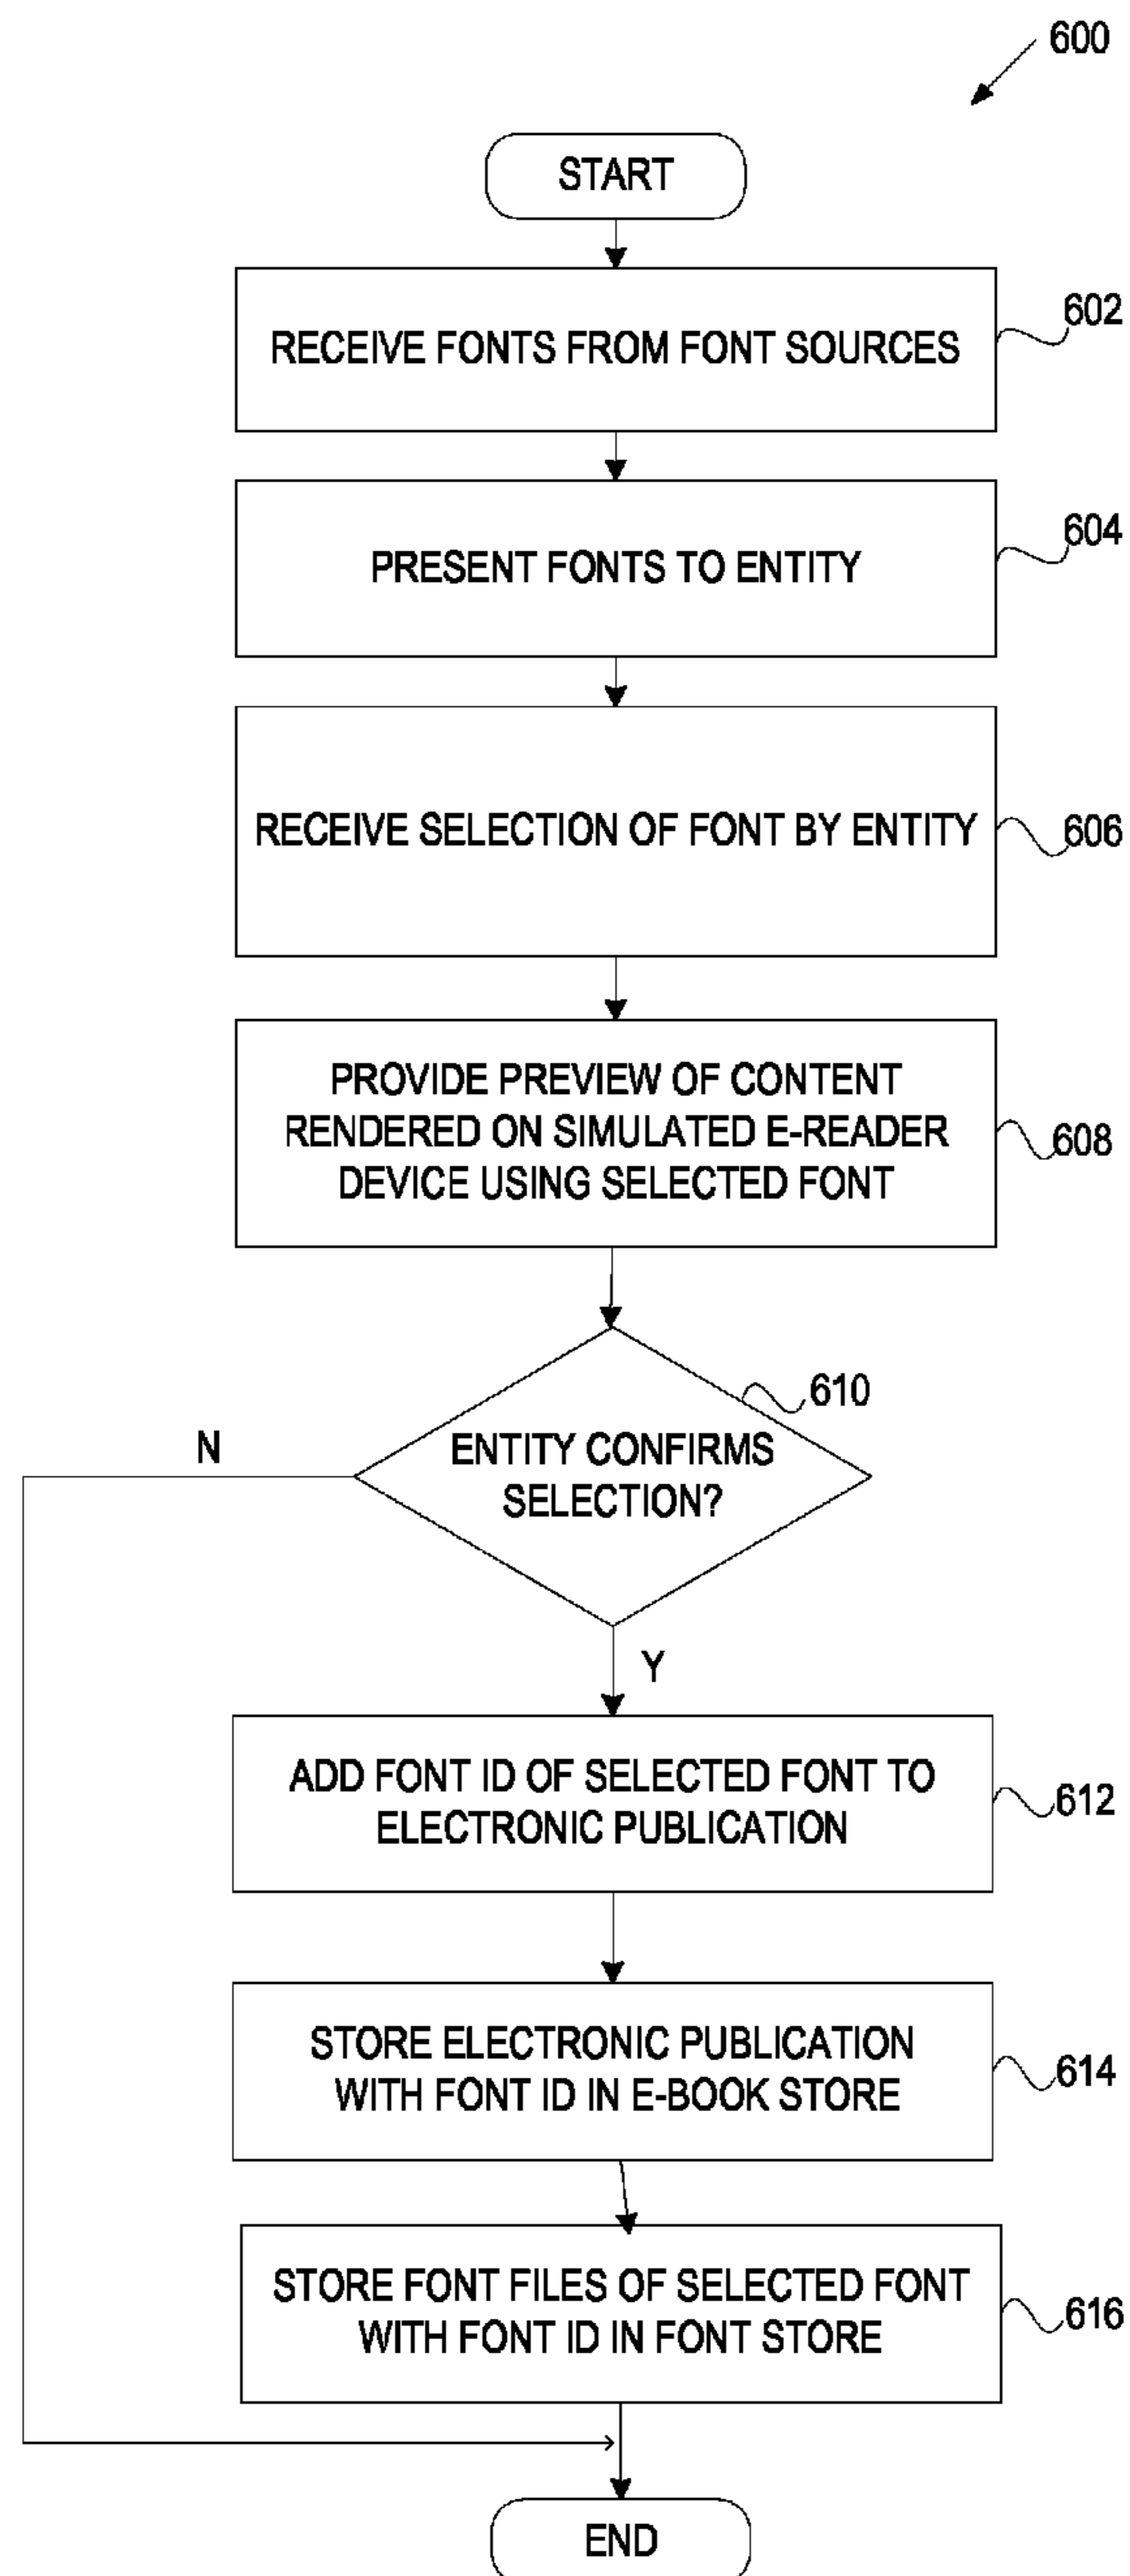 600
START
RECEIVE FONTS FROM FONT SOURCES
602
PRESENT FONTS TO ENTITY
604
RECEIVE SELECTION OF FONT BY ENTITY
606
PROVIDE PREVIEW OF CONTENT
RENDERED ON SIMULATED E-READER
DEVICE USING SELECTED FONT
608
610
ENTITY CONFIRMS
SELECTION?
N
Y
ADD FONT ID OF SELECTED FONT TO
ELECTRONIC PUBLICATION
612
STORE ELECTRONIC PUBLICATION
WITH FONT ID IN E-BOOK STORE
614
STORE FONT FILES OF SELECTED FONT
WITH FONT ID IN FONT STORE
616
END